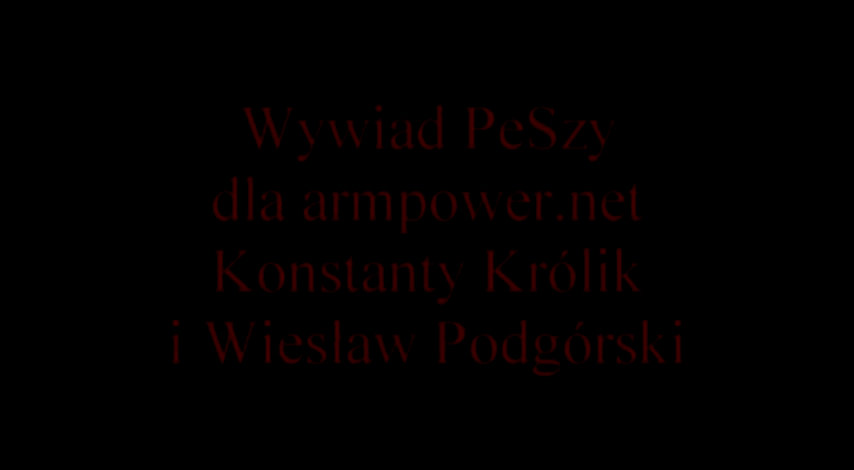 Wywiad PeSzy
dla armpower.net
Konstanty Królik
i Wiesław Podgórski